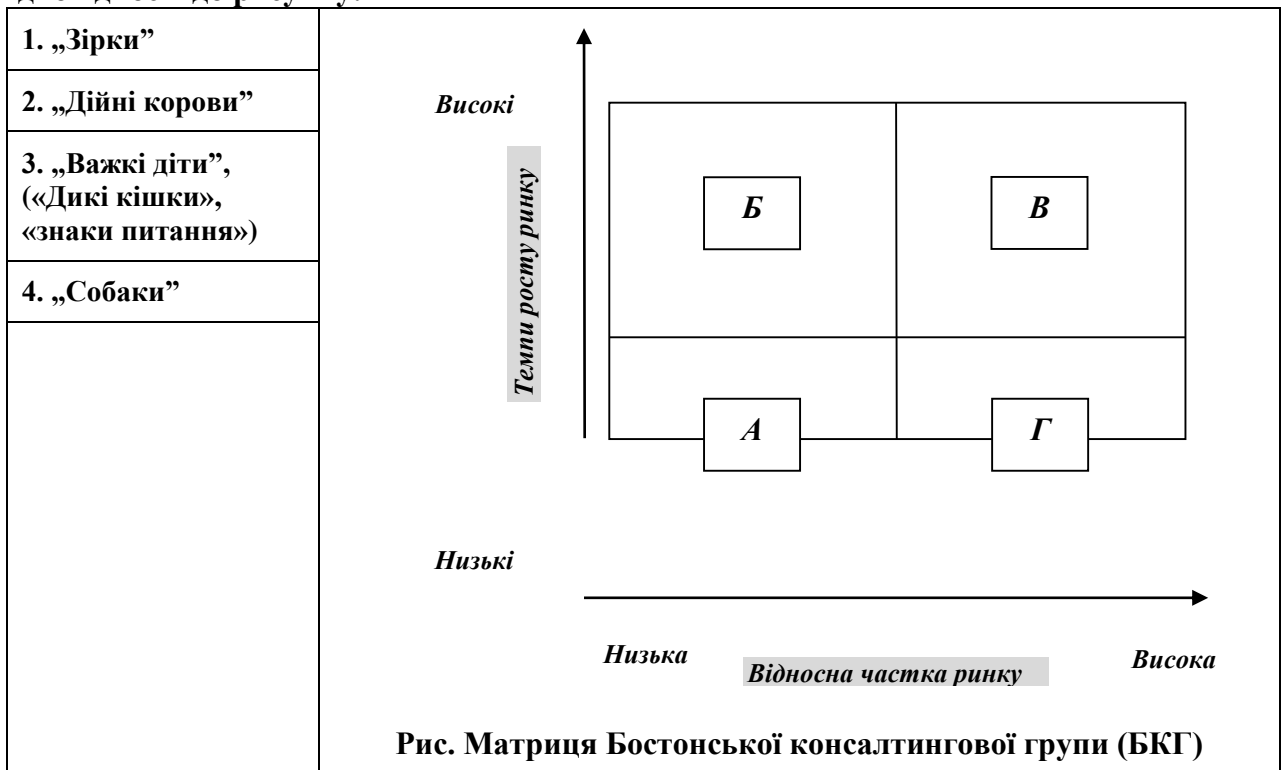 1. „Зірки”
2. „Дійні корови”
3. „Важкі діти”,
(«Дикі кішки»,
«знаки питання»)
4. „Собаки”
Високі
Темпи росту ринку
Б
В
А
Г
Низькі
Низька
Відносна частка ринку
Висока
Рис. Матриця Бостонської консалтингової групи (БКГ)